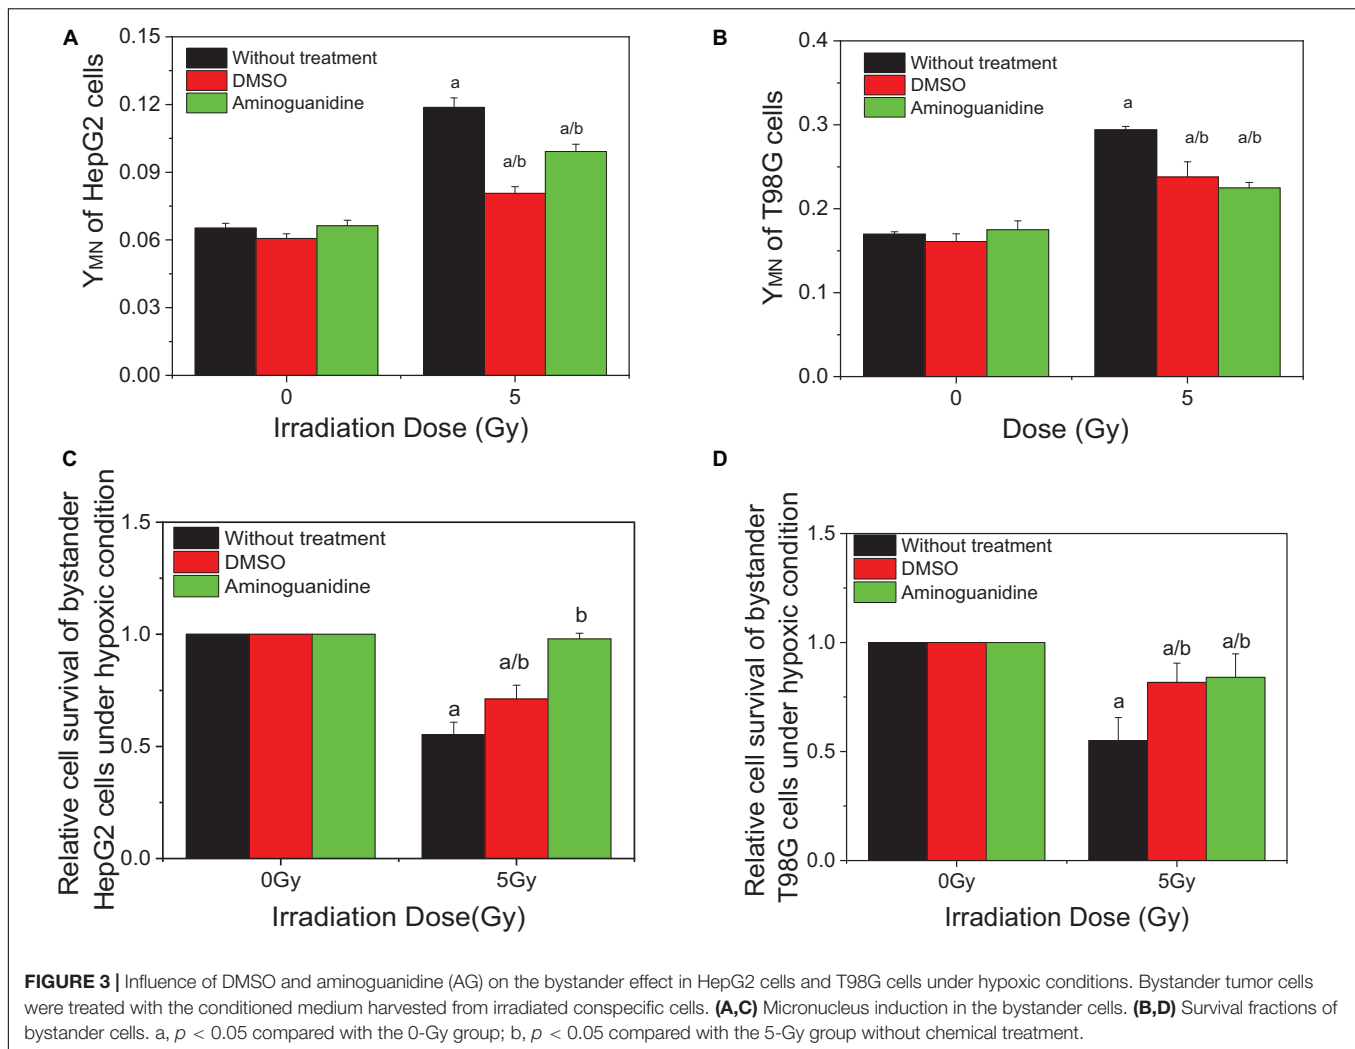 A
0.15
0.12
0.09
0.06
0.03
0.00
YMN of HepG2 cells
Without treatment
DMSO
Aminoguanidine
a
a/b
a/b
0
5
Irradiation Dose (Gy)
B
0.4
0.3
0.2
0.1
0.0
YMN of T98G cells
Without treatment
DMSO
Aminoguanidine
a
a/b
a/b
0
5
Dose (Gy)
C
1.5
1.0
0.5
0.0
Relative cell survival of bystander
HepG2 cells under hypoxic condition
Without treatment
DMSO
Aminoguanidine
a
a/b
b
0Gy
5Gy
Irradiation Dose(Gy)
D
1.5
1.0
0.5
0.0
Relative cell survival of bystander
T98G cells under hypoxic condition
Without treatment
DMSO
Aminoguanidine
a
a/b
a/b
0Gy
5Gy
Irradiation Dose (Gy)
FIGURE 3 | Influence of DMSO and aminoguanidine (AG) on the bystander effect in HepG2 cells and T98G cells under hypoxic conditions. Bystander tumor cells
were treated with the conditioned medium harvested from irradiated conspecific cells. (A,C) Micronucleus induction in the bystander cells. (B,D) Survival fractions of
bystander cells. a, p < 0.05 compared with the 0-Gy group; b, p < 0.05 compared with the 5-Gy group without chemical treatment.